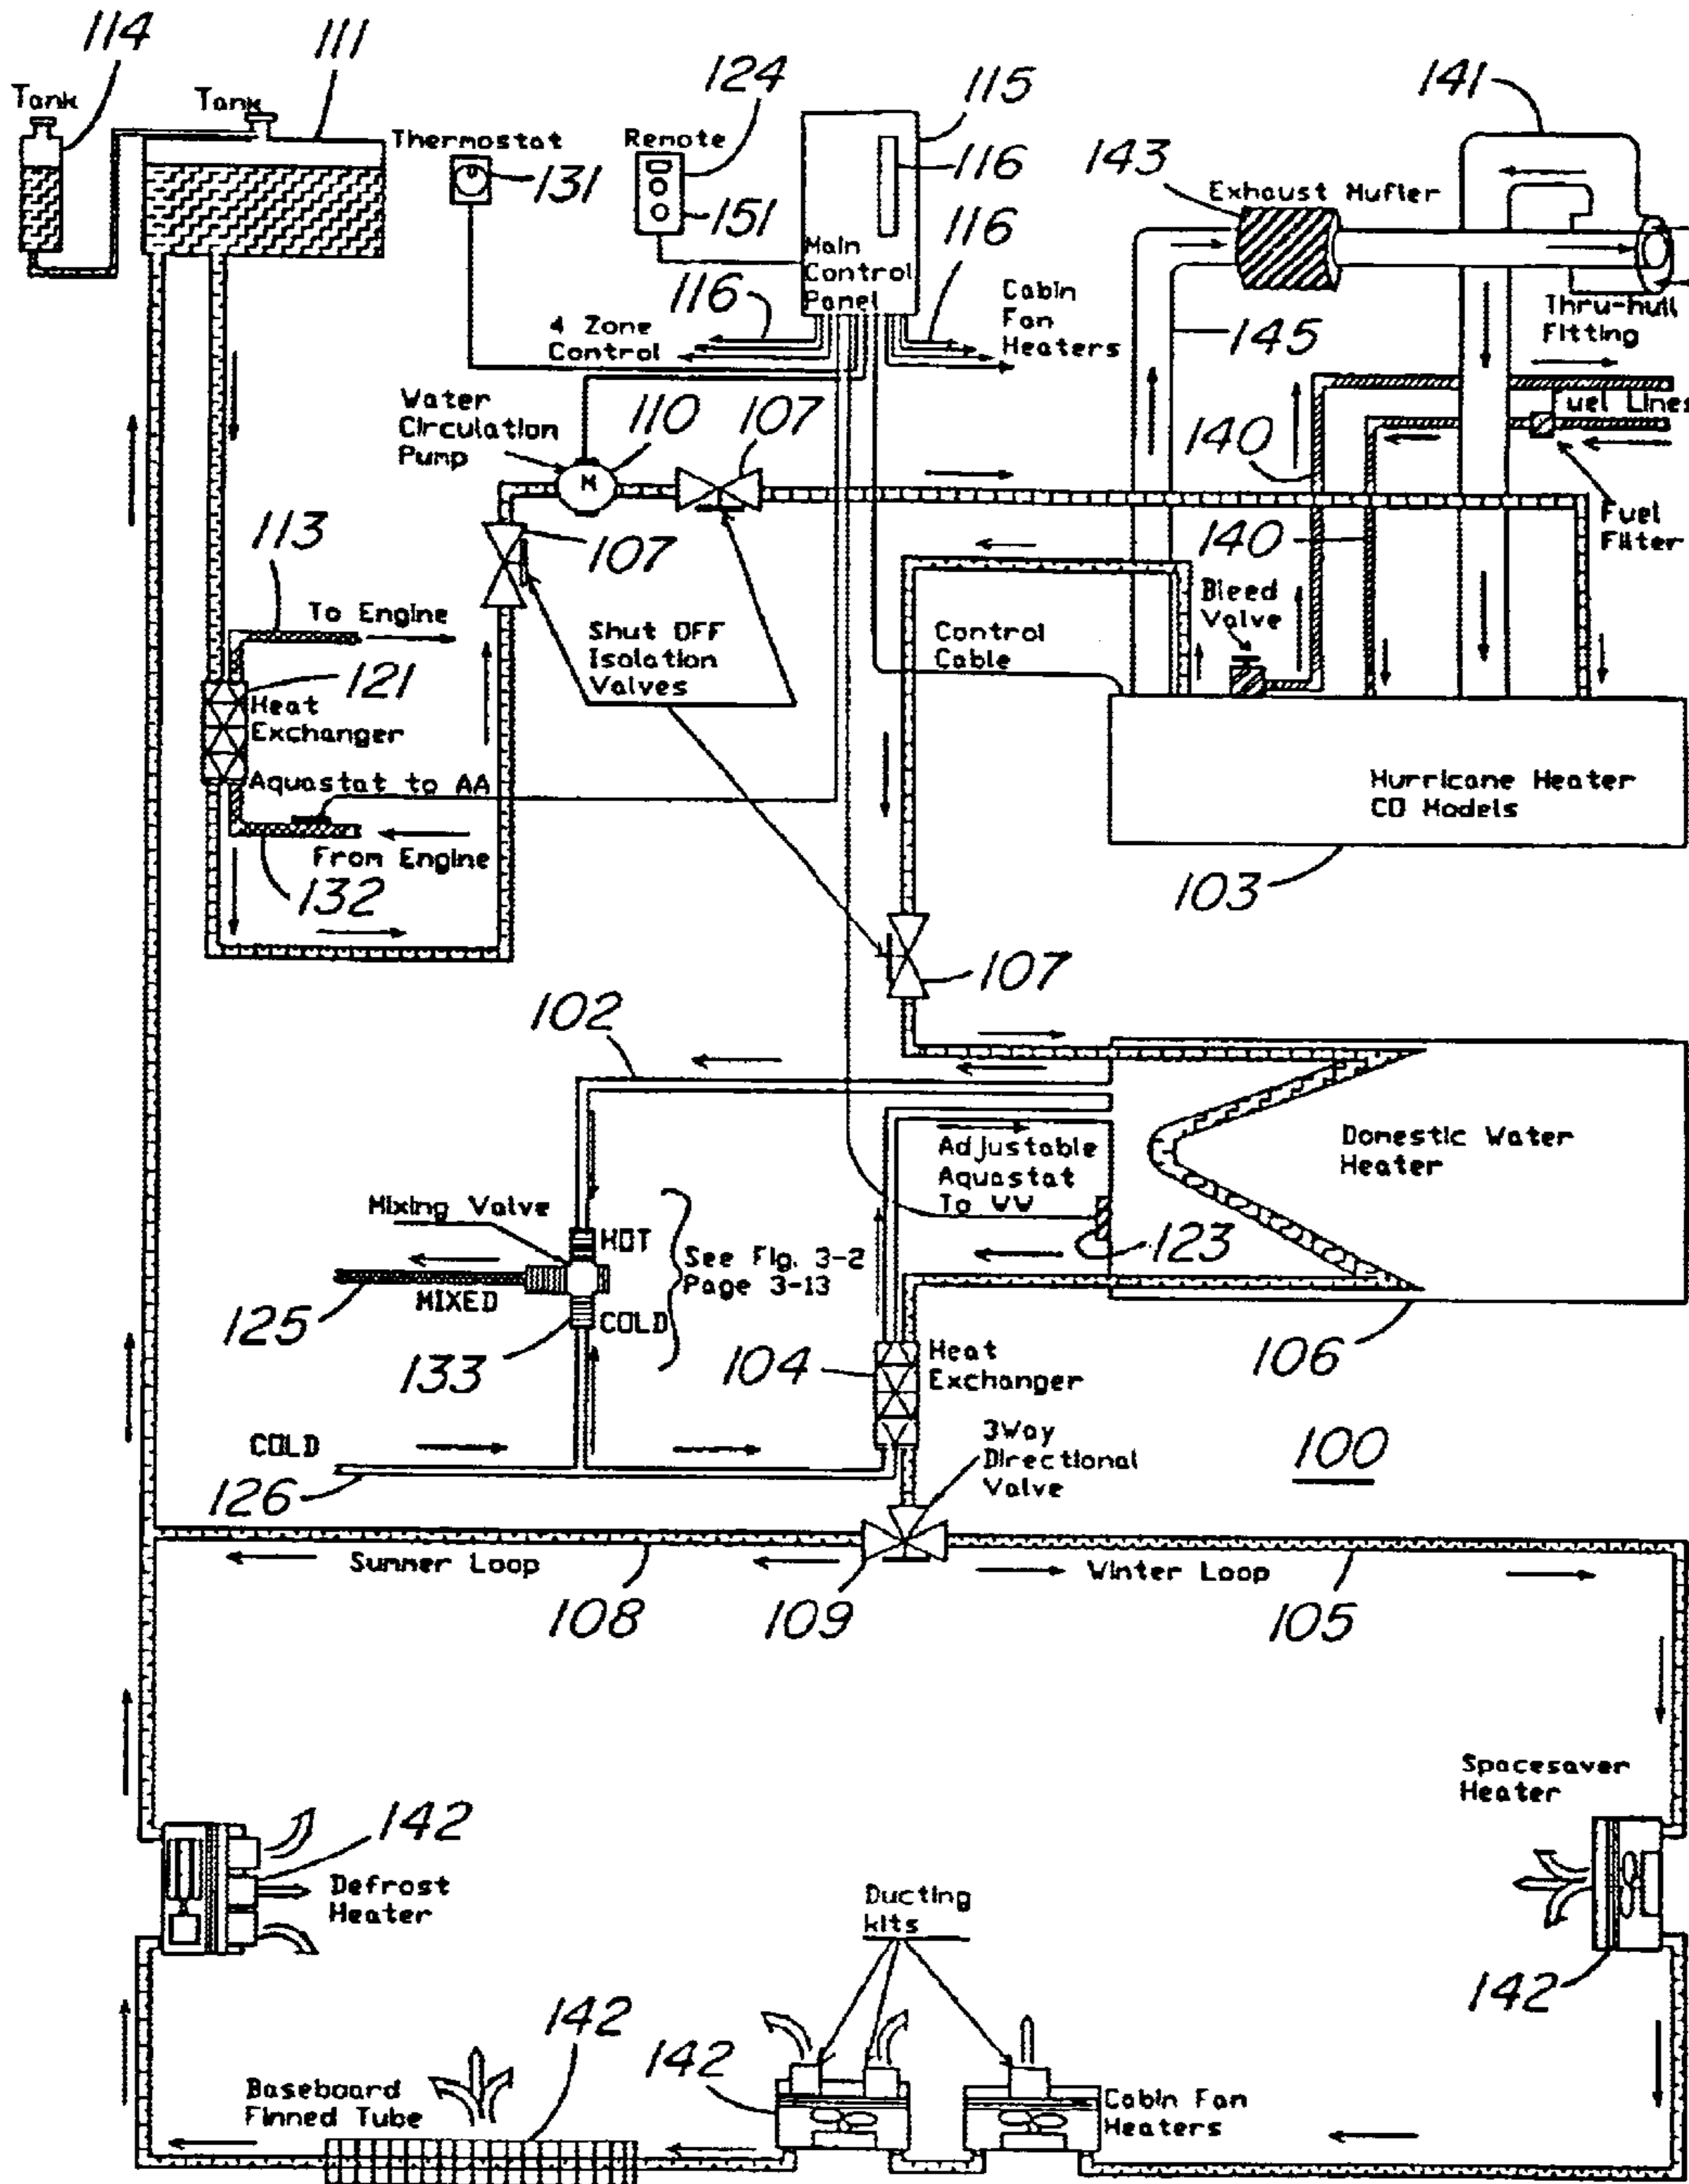 114
111
124
115
141
Tank
Tank
Thermostat
Remote
116
143
131
151
Exhaust Mufler
116
Main
Control
Panel
116
Cabin
Fan
Heaters
4 Zone
Control
145
Thru-hull
Fitting
Water
Circulation
Pump
110
107
140
Fuel Lines
M
113
107
140
Fuel
Filter
To Engine
Shut OFF
Isolation
Valves
Control
Cable
Bleed
Valve
121
Heat
Exchanger
Aquastat to AA
Hurricane Heater
CO Models
From Engine
132
103
107
102
Adjustable
Aquastat
To VV
Domestic Water
Heater
Mixing Valve
HOT
See Fig. 3-2
Page 3-13
123
MIXED
125
COLD
133
104
Heat
Exchanger
106
COLD
3Way
Directional
Valve
100
126
Summer Loop
Winter Loop
108
109
105
Spacesaver
Heater
142
Defrost
Heater
Ducting
kits
142
142
142
Baseboard
Finned Tube
Cabin Fan
Heaters